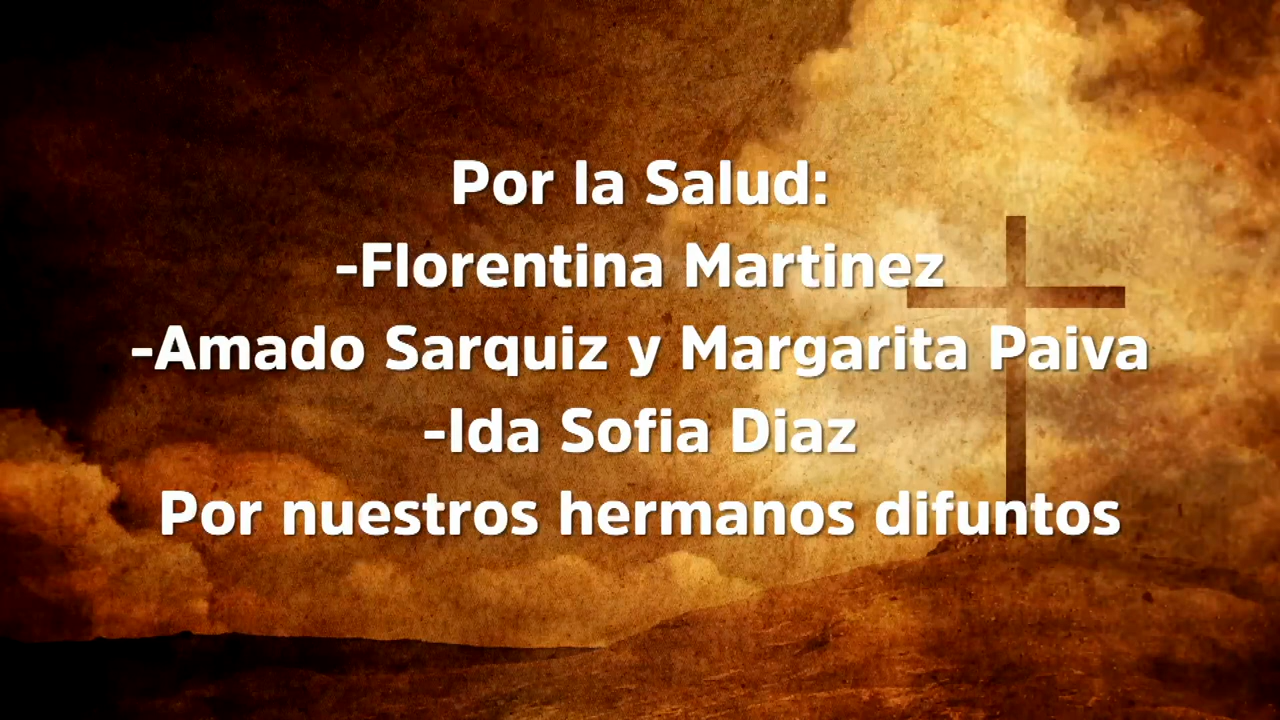 Por la Salud:
-Florentina Martinez
-Amado Sarquiz y Margarita Paiva
-Ida Sofia Diaz
Por nuestros hermanos difuntos